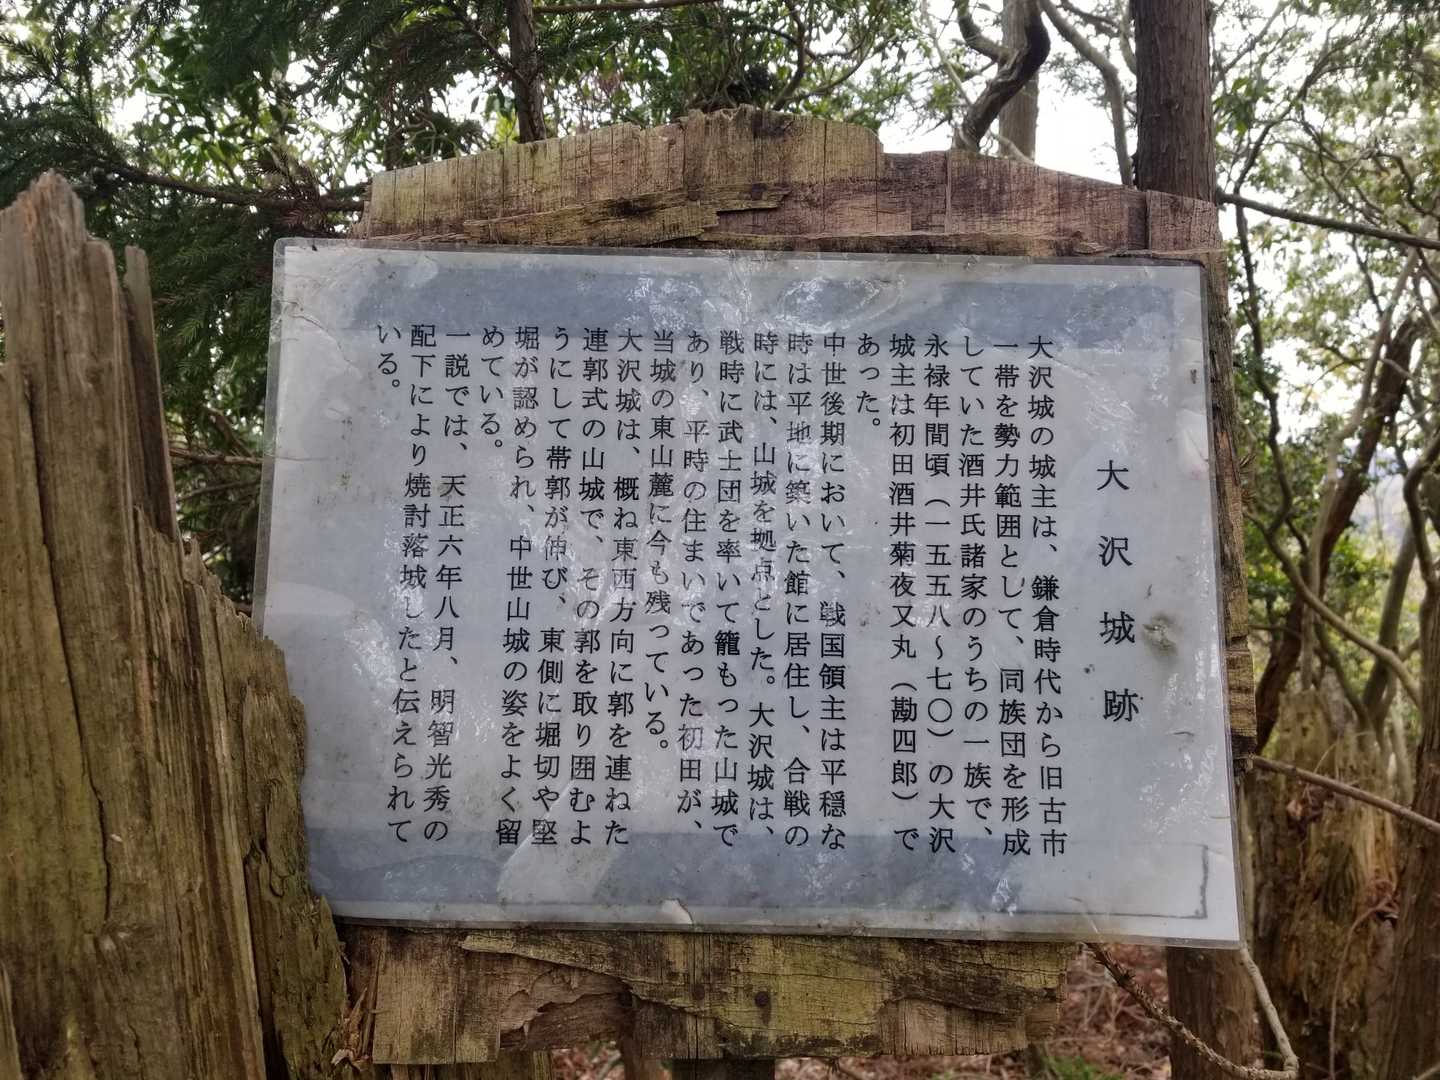 大沢城跡
大沢城の城主は、鎌倉時代から旧古市
一帯を勢力範囲として、同族団を形成
していた酒井氏諸家のうちの一族で、
永禄年間頃（一五五八〜七〇）の大沢
城主は初田酒井菊夜叉丸（勘四郎）で
あった。
中世後期において、戦国領主は平穏な
時は平地に築いた館に居住し、合戦の
時には、山城を拠点とした。大沢城は、
戦時に武士団を率いて籠もった山城で
あり、平時の住まいであった初田が、
当城の東山麓に今も残っている。
大沢城は、概ね東西方向に郭を連ねた
連郭式の山城で、その郭を取り囲むよ
うにして帯郭が伸び、東側に堀切や竪
堀が認められ、中世山城の姿をよく留
めている。
一説では、天正六年八月、明智光秀の
配下により焼討落城したと伝えられて
いる。